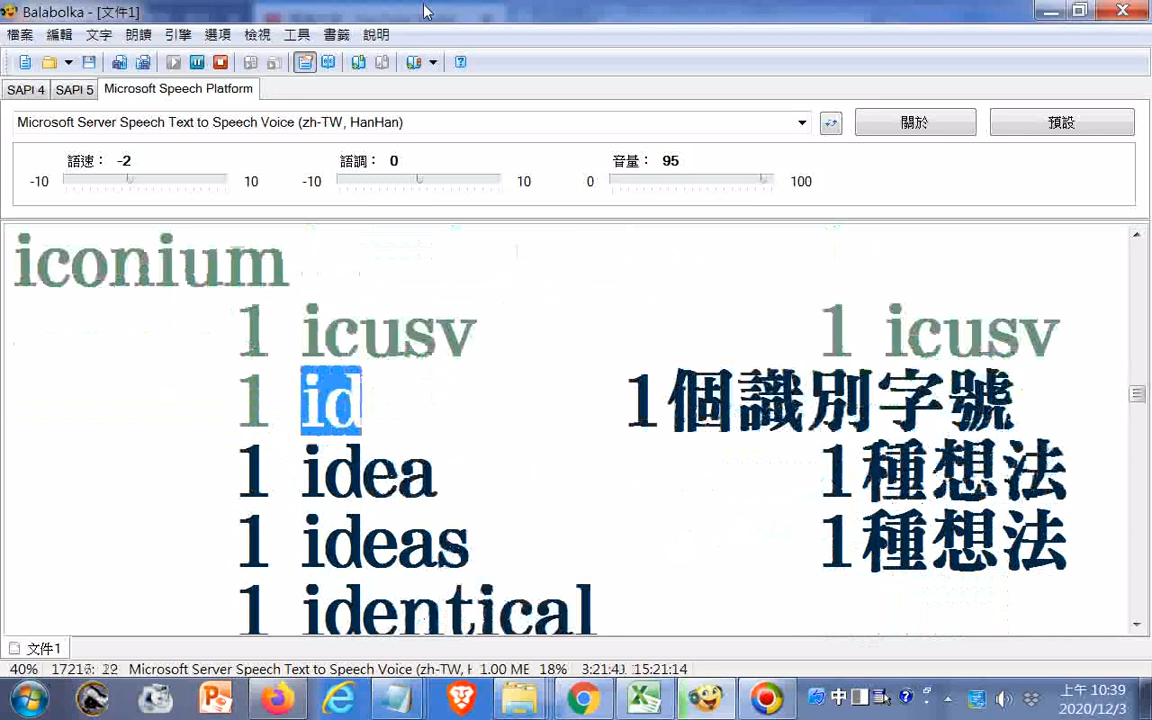 Balabolka - [文件1]
檔案 編輯 文字 朗讀 引擎 選項 檢視 工具 書籤 說明
SAPI 4 SAPI 5 Microsoft Speech Platform
Microsoft Server Speech Text to Speech Voice (zh-TW, HanHan) 關於 預設
語速： -2 語調： 0 音量： 95
-10 10 -10 10 0 100
iconium
1 icusv 1 icusv
1 id 1個識別字號
1 idea 1種想法
1 ideas 1種想法
1 identical
文件1
40% Microsoft Server Speech Text to Speech Voice (zh-TW, 1.00 ME 18% 15:21:14
中 上午 10:39
2020/12/3